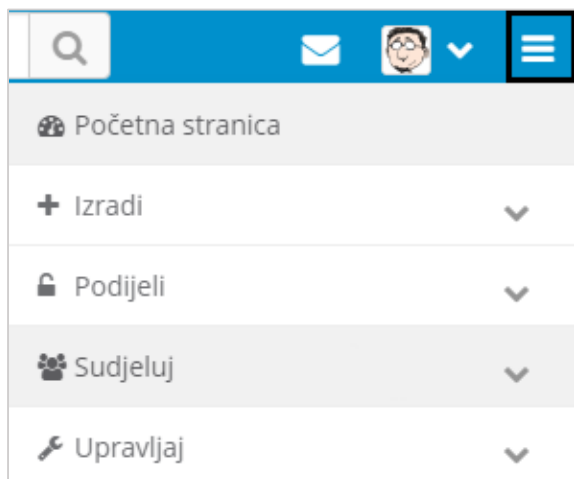 Početna stranica
Izradi
Podijeli
Sudjeluj
Upravljaj